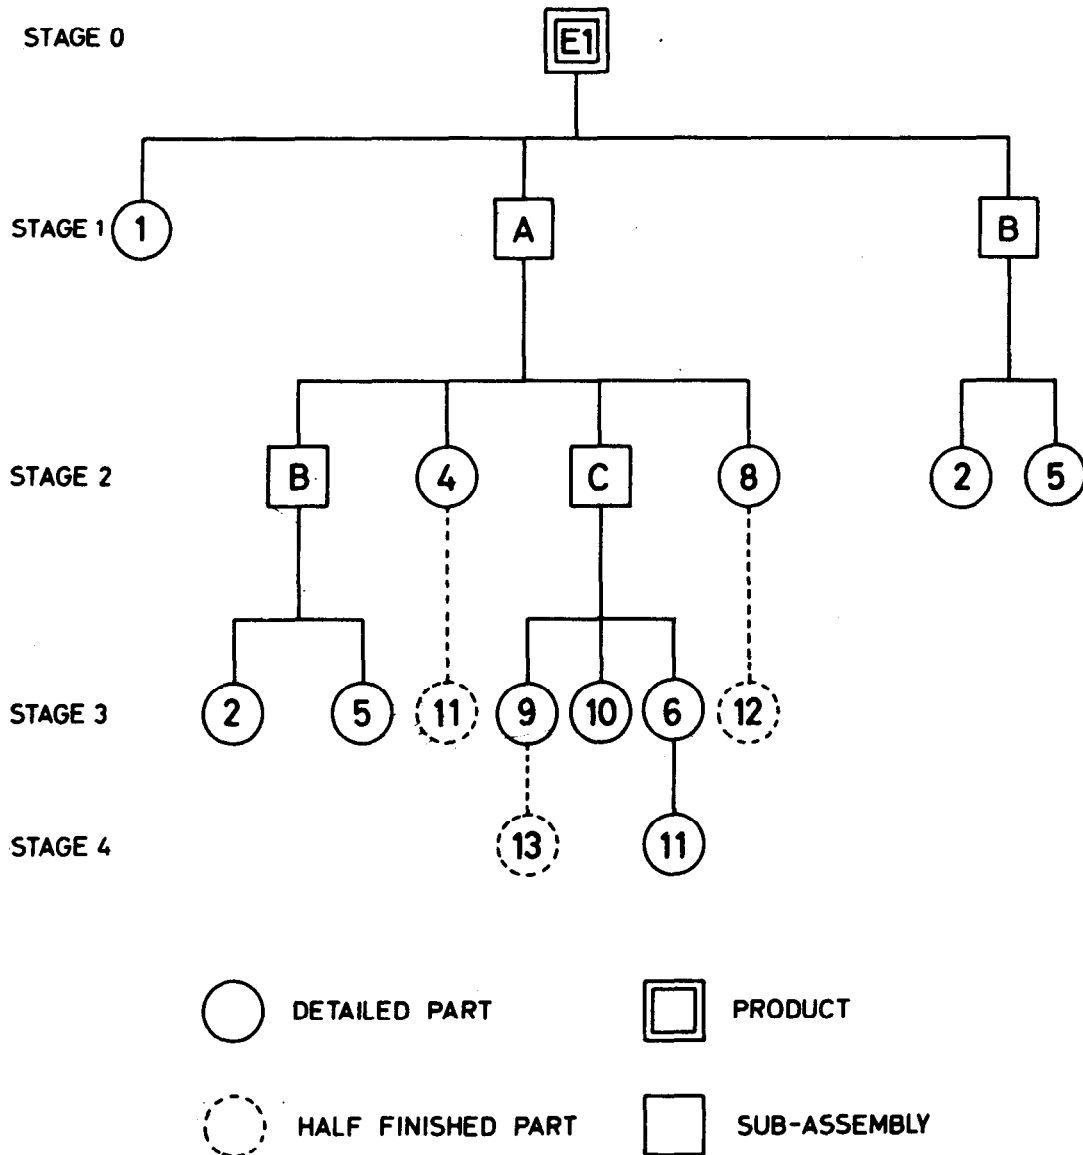 STAGE 0
E1
STAGE 1
1
A
B
STAGE 2
B
4
C
8
2
5
STAGE 3
2
5
11
9
10
6
12
STAGE 4
13
11
DETAILED PART
PRODUCT
HALF FINISHED PART
SUB-ASSEMBLY